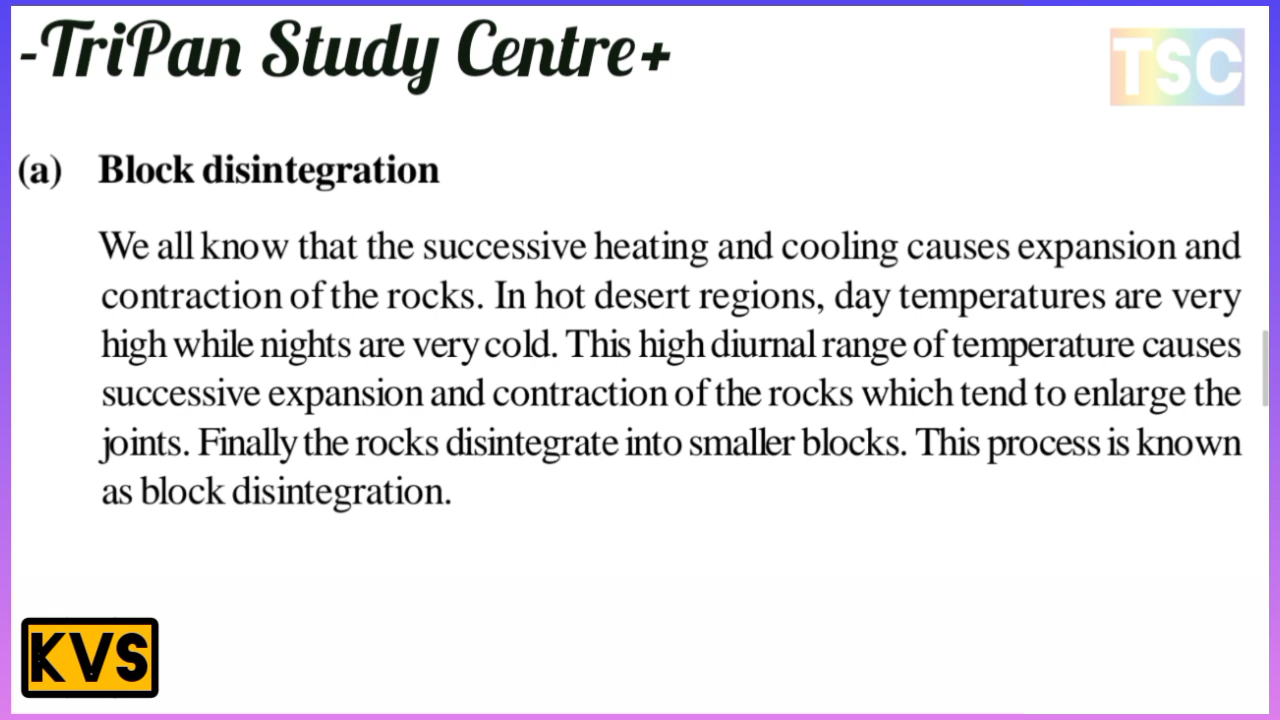 -TriPan Study Centre+
TSC
(a) Block disintegration
We all know that the successive heating and cooling causes expansion and
contraction of the rocks. In hot desert regions, day temperatures are very
high while nights are very cold. This high diurnal range of temperature causes
successive expansion and contraction of the rocks which tend to enlarge the
joints. Finally the rocks disintegrate into smaller blocks. This process is known
as block disintegration.
KVS